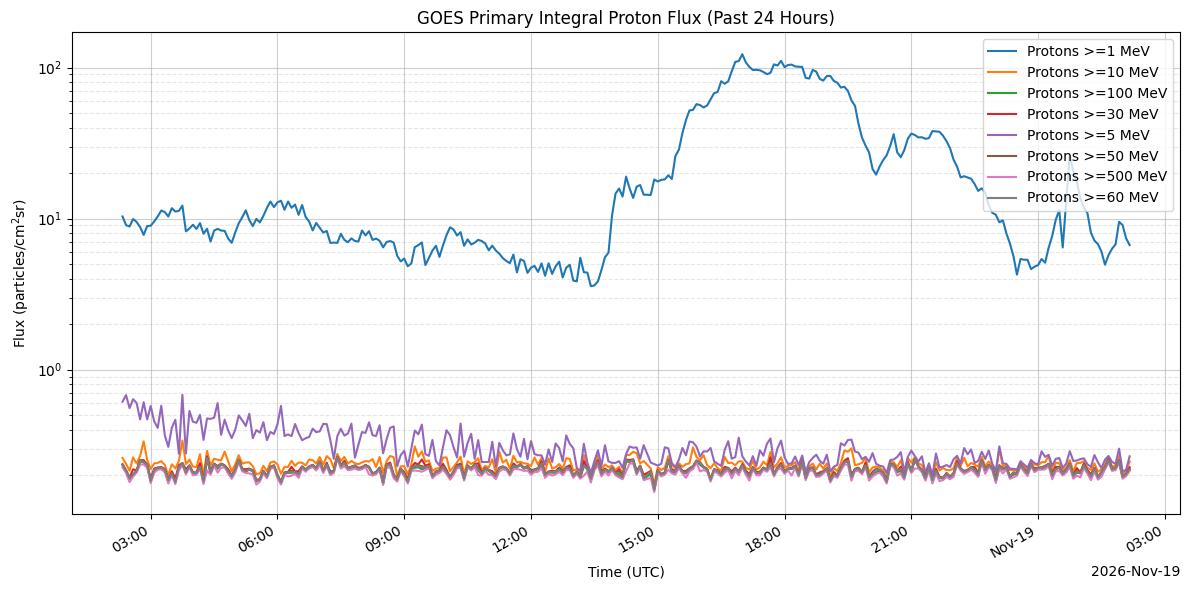 GOES Primary Integral Proton Flux (Past 24 Hours)
Flux (particles/cm²sr)
10²
10¹
10⁰
Protons >=1 MeV
Protons >=10 MeV
Protons >=100 MeV
Protons >=30 MeV
Protons >=5 MeV
Protons >=50 MeV
Protons >=500 MeV
Protons >=60 MeV
03:00 06:00 09:00 12:00 15:00 18:00 21:00 Nov-19 03:00
Time (UTC)
2026-Nov-19